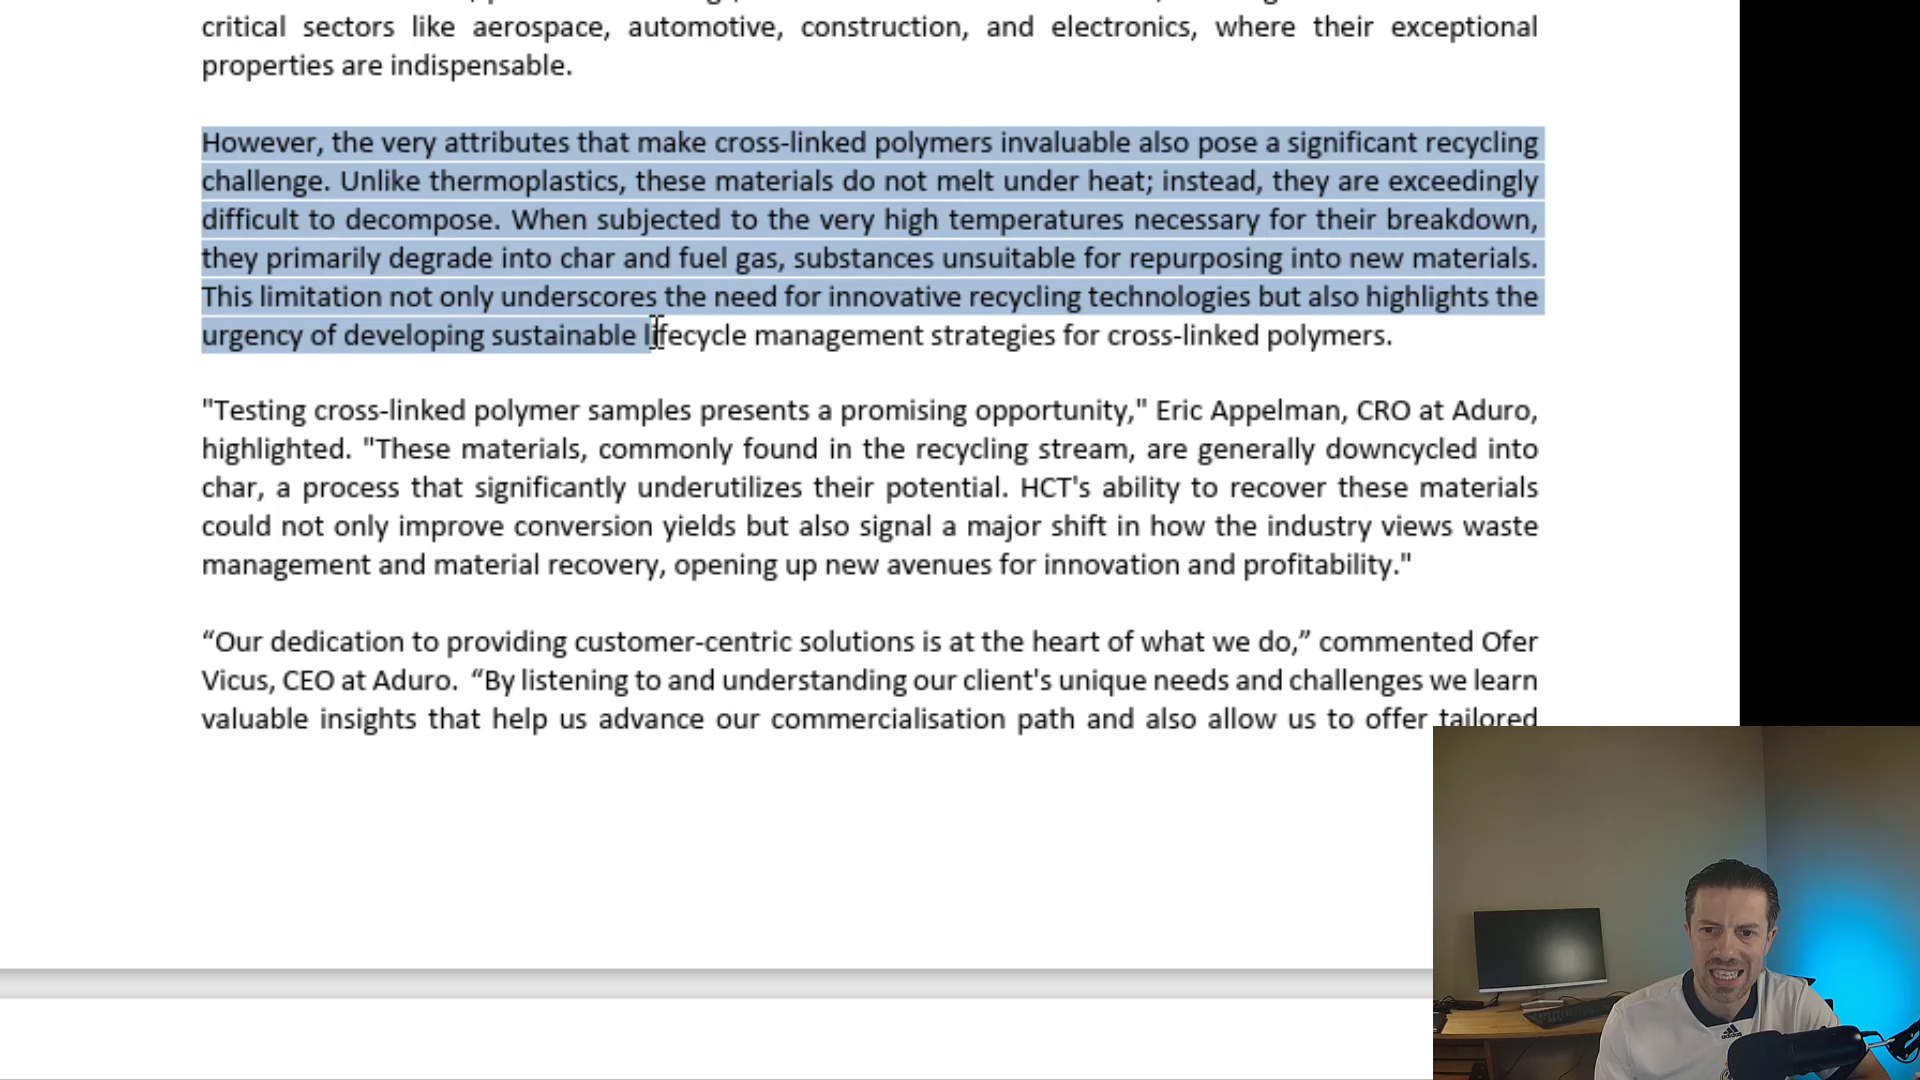 critical sectors like aerospace, automotive, construction, and electronics, where their exceptional
properties are indispensable.
However, the very attributes that make cross-linked polymers invaluable also pose a significant recycling
challenge. Unlike thermoplastics, these materials do not melt under heat; instead, they are exceedingly
difficult to decompose. When subjected to the very high temperatures necessary for their breakdown,
they primarily degrade into char and fuel gas, substances unsuitable for repurposing into new materials.
This limitation not only underscores the need for innovative recycling technologies but also highlights the
urgency of developing sustainable lifecycle management strategies for cross-linked polymers.
"Testing cross-linked polymer samples presents a promising opportunity," Eric Appelman, CRO at Aduro,
highlighted. "These materials, commonly found in the recycling stream, are generally downcycled into
char, a process that significantly underutilizes their potential. HCT's ability to recover these materials
could not only improve conversion yields but also signal a major shift in how the industry views waste
management and material recovery, opening up new avenues for innovation and profitability."
“Our dedication to providing customer-centric solutions is at the heart of what we do,” commented Ofer
Vicus, CEO at Aduro. “By listening to and understanding our client's unique needs and challenges we learn
valuable insights that help us advance our commercialisation path and also allow us to offer tailored
adidas